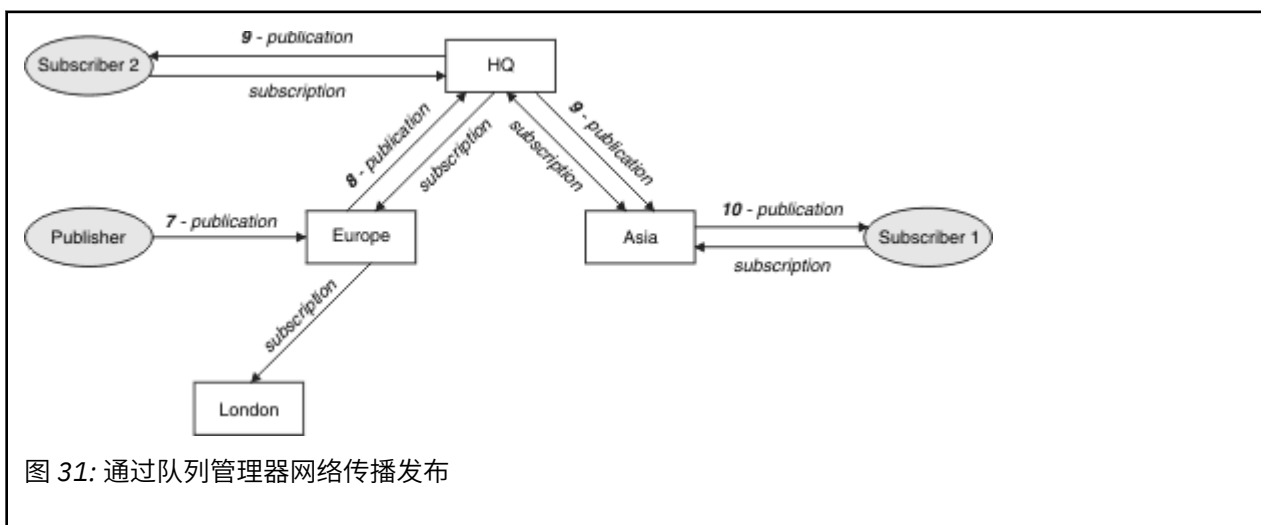 9 - publication
Subscriber 2
HQ
subscription
8 - publication
subscription
subscription
9 - publication
Publisher
7 - publication
Europe
Asia
10 - publication
Subscriber 1
subscription
subscription
London
图 31: 通过队列管理器网络传播发布